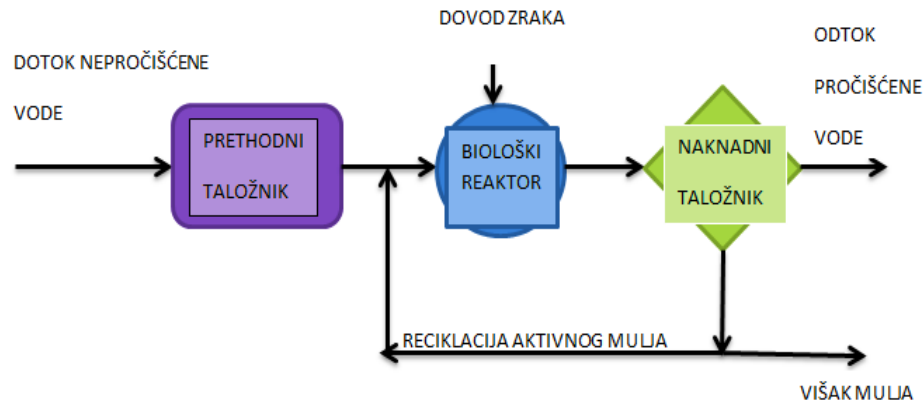 DOVOD ZRAKA
DOTOK NEPROČIŠĆENE
VODE
PRETHODNI
TALOŽNIK
BIOLOŠKI
REAKTOR
NAKNADNI
TALOŽNIK
ODTOK
PROČIŠĆENE
VODE
RECIKLACIJA AKTIVNOG MULJA
VIŠAK MULJA